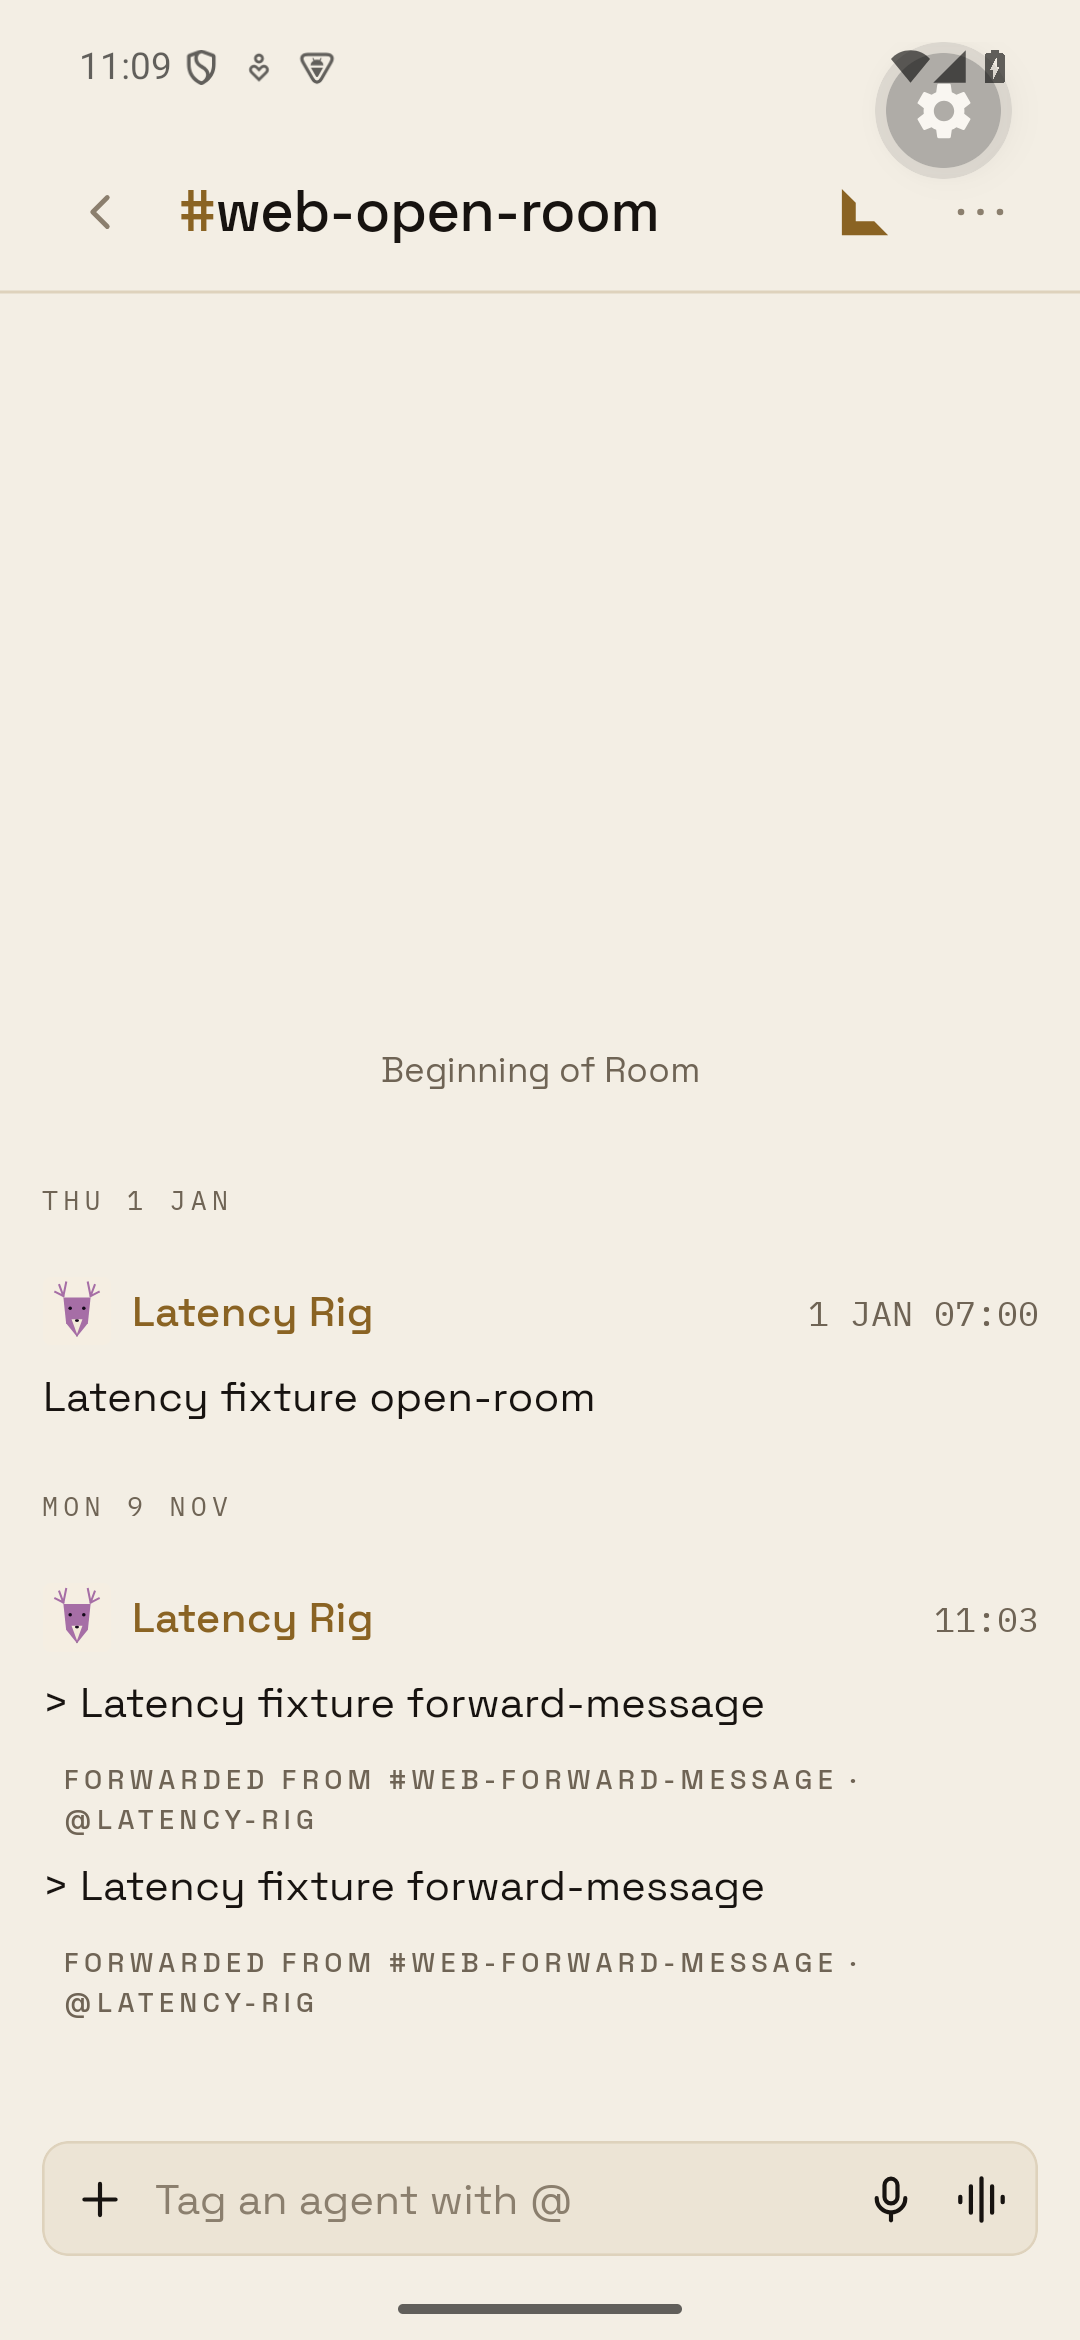 11:09
#web-open-room
Beginning of Room
THU 1 JAN
Latency Rig
1 JAN 07:00
Latency fixture open-room
MON 9 NOV
Latency Rig
11:03
> Latency fixture forward-message
FORWARDED FROM #WEB-FORWARD-MESSAGE ·
@LATENCY-RIG
> Latency fixture forward-message
FORWARDED FROM #WEB-FORWARD-MESSAGE ·
@LATENCY-RIG
Tag an agent with @